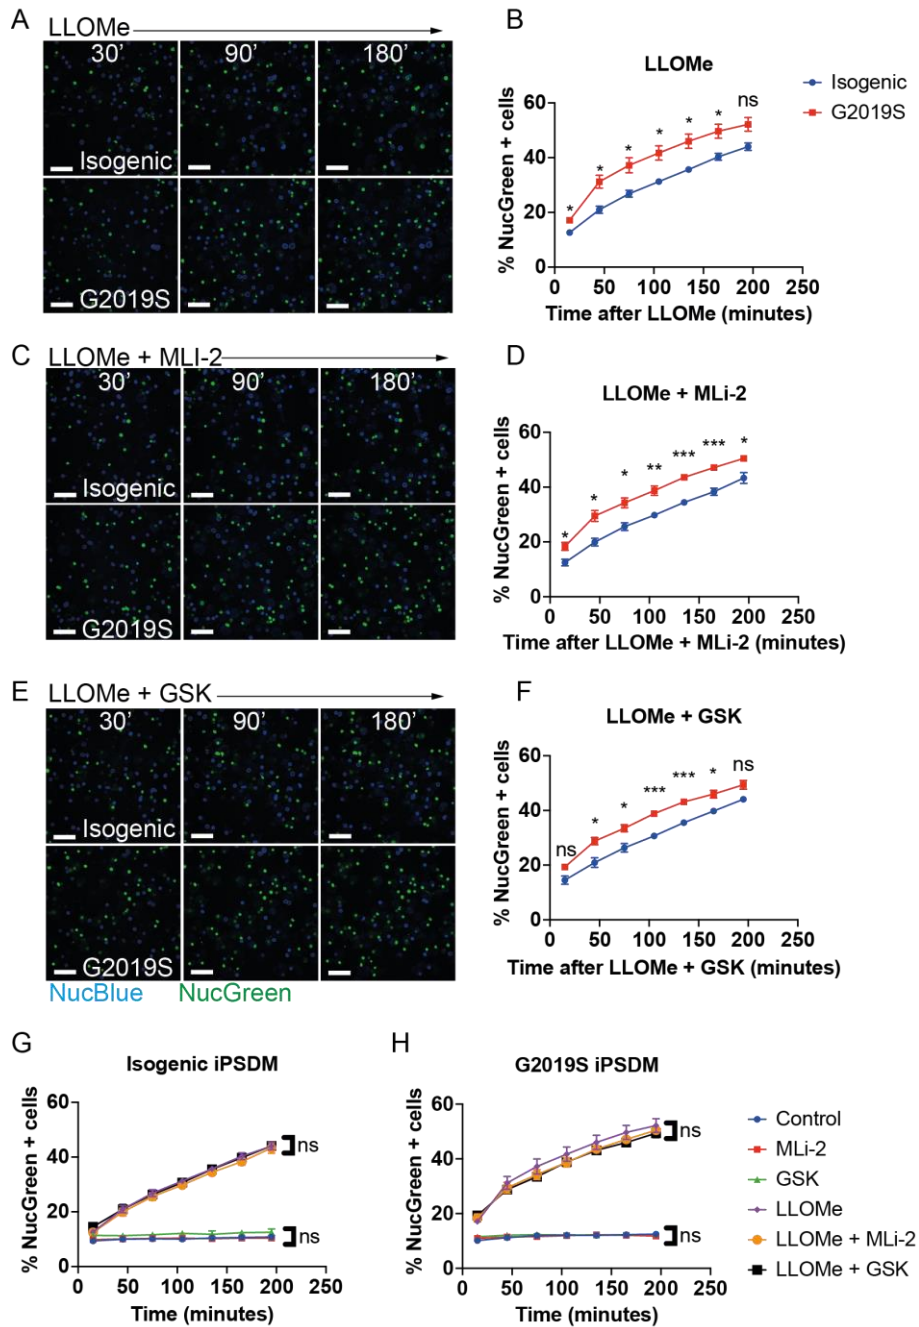 A
LLOMe
30’ 90’ 180’
Isogenic
G2019S
B
LLOMe
Isogenic
G2019S
% NucGreen + cells
60
40
20
0
* * * * * * ns
0 50 100 150 200 250
Time after LLOMe (minutes)
C
LLOMe + MLI-2
30’ 90’ 180’
Isogenic
G2019S
D
LLOMe + MLi-2
% NucGreen + cells
60
40
20
0
* * * ** *** *** *
0 50 100 150 200 250
Time after LLOMe + MLi-2 (minutes)
E
LLOMe + GSK
30’ 90’ 180’
Isogenic
G2019S
NucBlue NucGreen
F
LLOMe + GSK
% NucGreen + cells
60
40
20
0
ns * * *** *** * ns
0 50 100 150 200 250
Time after LLOMe + GSK (minutes)
G
Isogenic iPSDM
% NucGreen + cells
60
40
20
0
ns
ns
0 50 100 150 200 250
Time (minutes)
H
G2019S iPSDM
% NucGreen + cells
60
40
20
0
ns
ns
0 50 100 150 200 250
Time (minutes)
Control
MLi-2
GSK
LLOMe
LLOMe + MLi-2
LLOMe + GSK